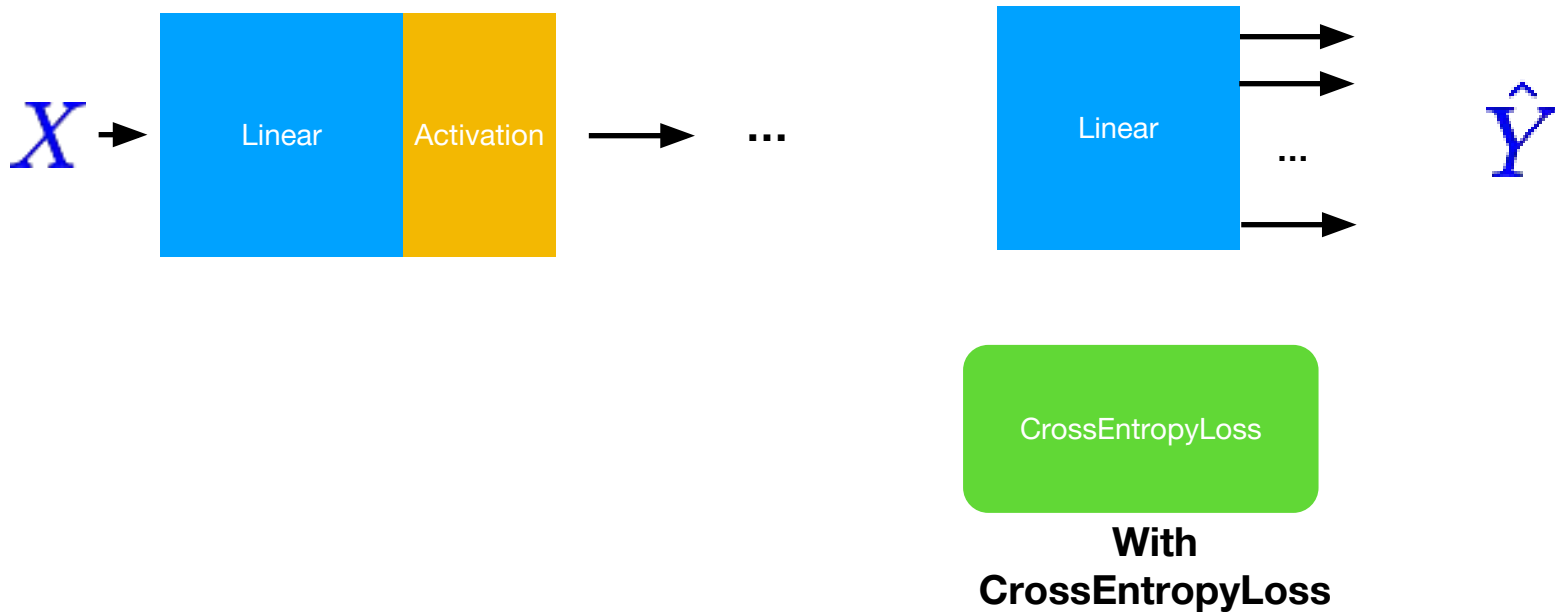 X
Linear
Activation
...
Linear
...
Ŷ
CrossEntropyLoss
With
CrossEntropyLoss